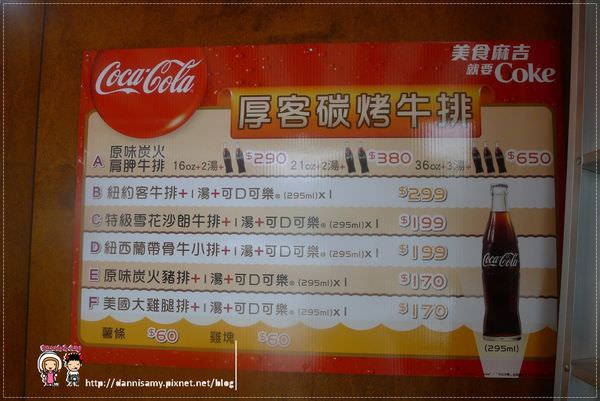 Coca-Cola
美食麻吉
就要Coke
厚客碳烤牛排
A 原味炭火肩胛牛排 16oz+2湯+ $290 21oz+2湯+ $380 36oz+3湯+ $650
B 紐約客牛排+1湯+可口可樂®(295ml)X1 $299
C 特級雪花沙朗牛排+1湯+可口可樂®(295ml)X1 $199
D 紐西蘭帶骨牛小排+1湯+可口可樂®(295ml)X1 $199
E 原味炭火豬排+1湯+可口可樂®(295ml)X1 $170
F 美國大雞腿排+1湯+可口可樂®(295ml)X1 $170
薯條 $60 雞塊 $60
Coca-Cola
(295ml)
http://dannisamy.pixnet.net/blog